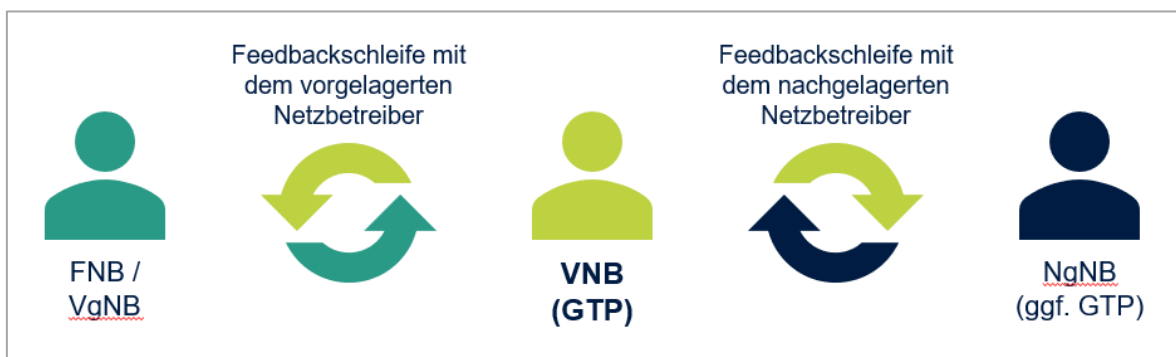 Feedbackschleife mit
dem vorgelagerten
Netzbetreiber
Feedbackschleife mit
dem nachgelagerten
Netzbetreiber
FNB /
VgNB
VNB
(GTP)
NgNB
(ggf. GTP)